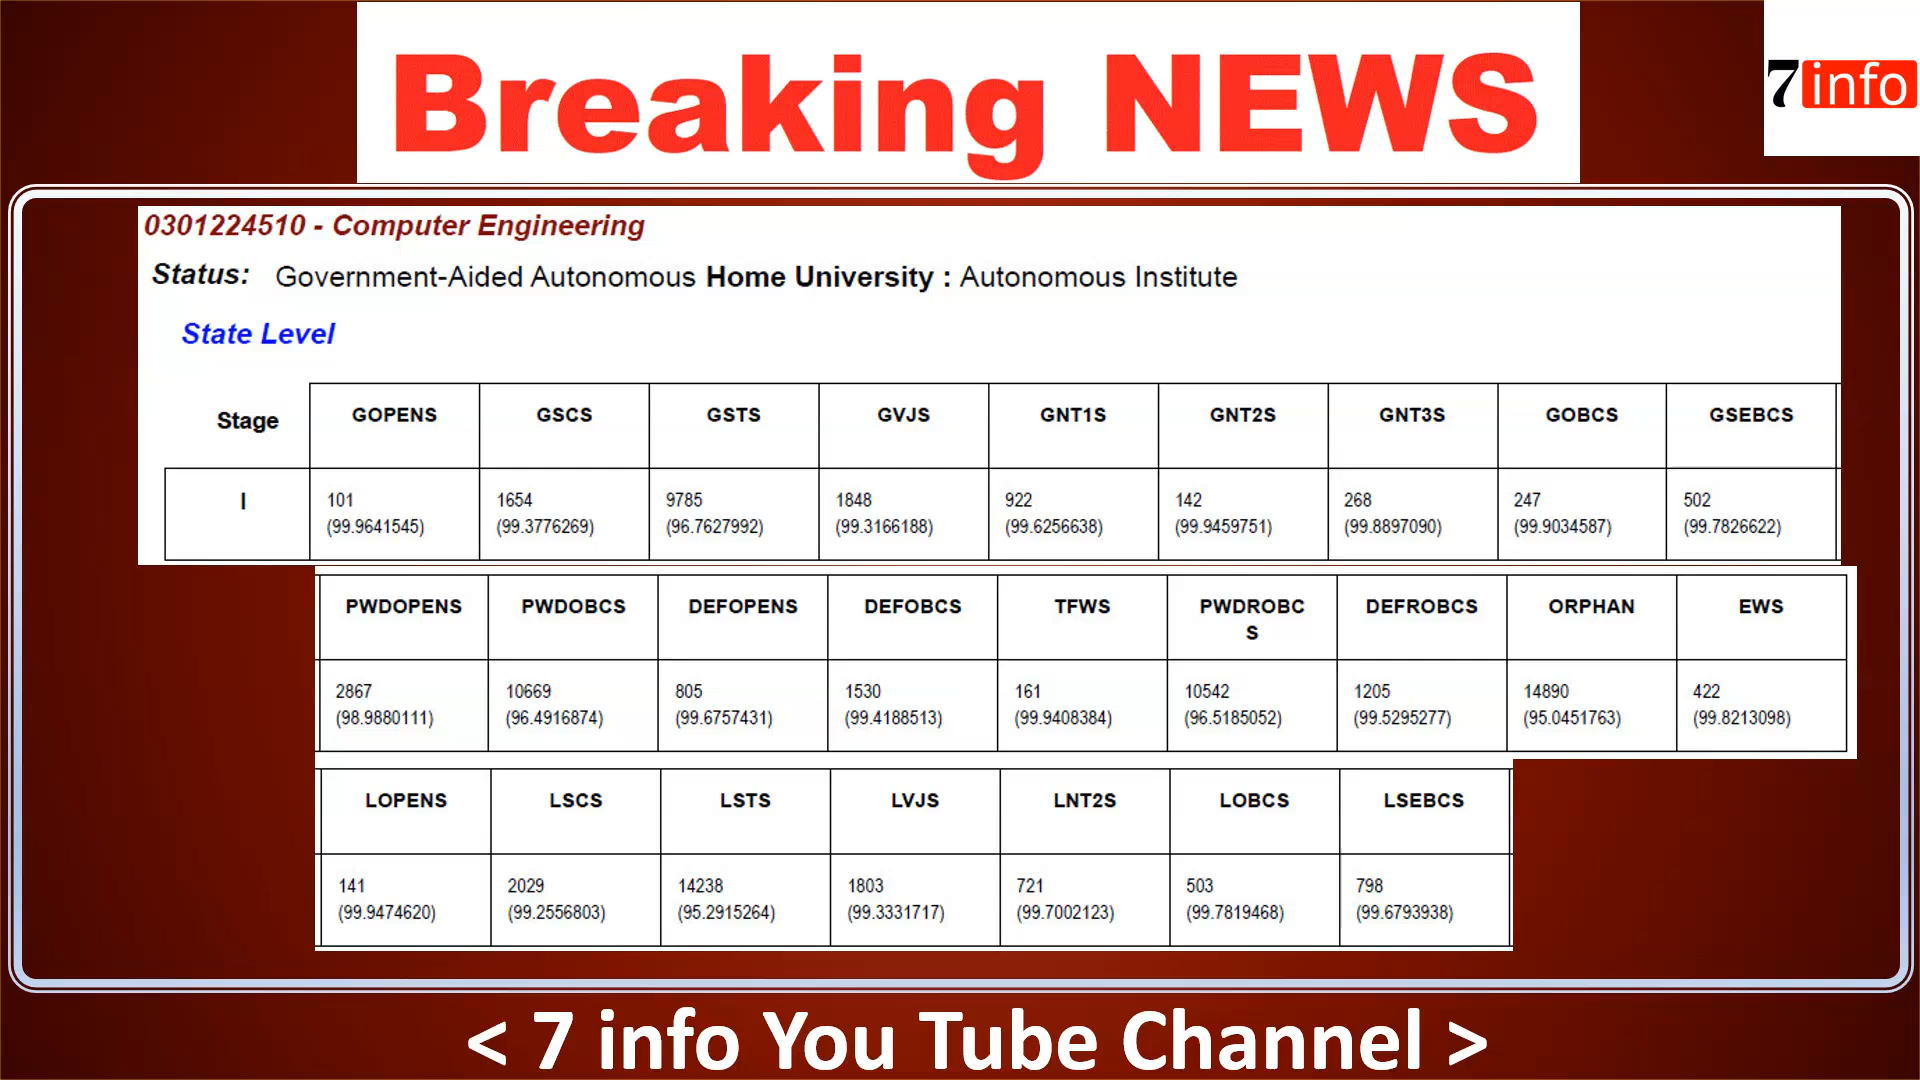 Breaking NEWS
7info
0301224510 - Computer Engineering
Status: Government-Aided Autonomous Home University : Autonomous Institute
State Level
Stage GOPENS GSCS GSTS GVJS GNT1S GNT2S GNT3S GOBCS GSEBCS
I 101 1654 9785 1848 922 142 268 247 502
(99.9641545) (99.3776269) (96.7627992) (99.3166188) (99.6256638) (99.9459751) (99.8897090) (99.9034587) (99.7826622)
PWDOPENS PWDOBCS DEFOPENS DEFOBCS TFWS PWDROBC DEFROBCS ORPHAN EWS
S
2867 10669 805 1530 161 10542 1205 14890 422
(98.9880111) (96.4916874) (99.6757431) (99.4188513) (99.9408384) (96.5185052) (99.5295277) (95.0451763) (99.8213098)
LOPENS LSCS LSTS LVJS LNT2S LOBCS LSEBCS
141 2029 14238 1803 721 503 798
(99.9474620) (99.2556803) (95.2915264) (99.3331717) (99.7002123) (99.7819468) (99.6793938)
< 7 info You Tube Channel >